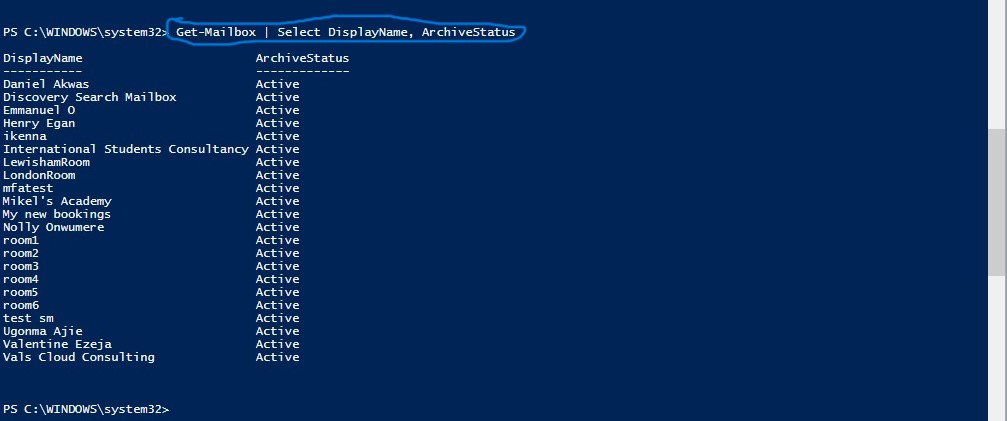 PS C:\WINDOWS\system32> Get-Mailbox | Select DisplayName, ArchiveStatus
DisplayName ArchiveStatus
----------- -------------
Daniel Akwas Active
Discovery Search Mailbox Active
Emmanuel O Active
Henry Egan Active
ikenna Active
International Students Consultancy Active
LewishamRoom Active
LondonRoom Active
mfatest Active
Mikel's Academy Active
My new bookings Active
Nolly Onwumere Active
room1 Active
room2 Active
room3 Active
room4 Active
room5 Active
room6 Active
test sm Active
Ugonma Ajie Active
Valentine Ezeja Active
Vals Cloud Consulting Active
PS C:\WINDOWS\system32>